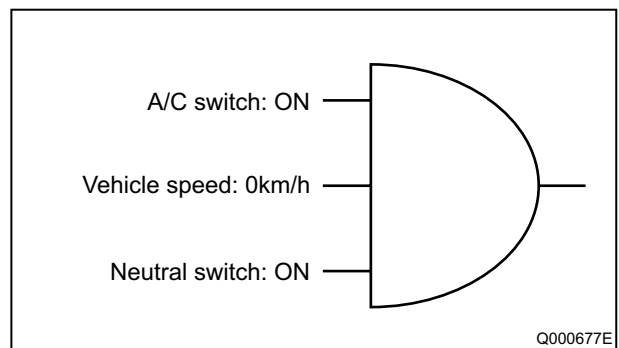 A/C switch: ON
Vehicle speed: 0km/h
Neutral switch: ON
Q000677E